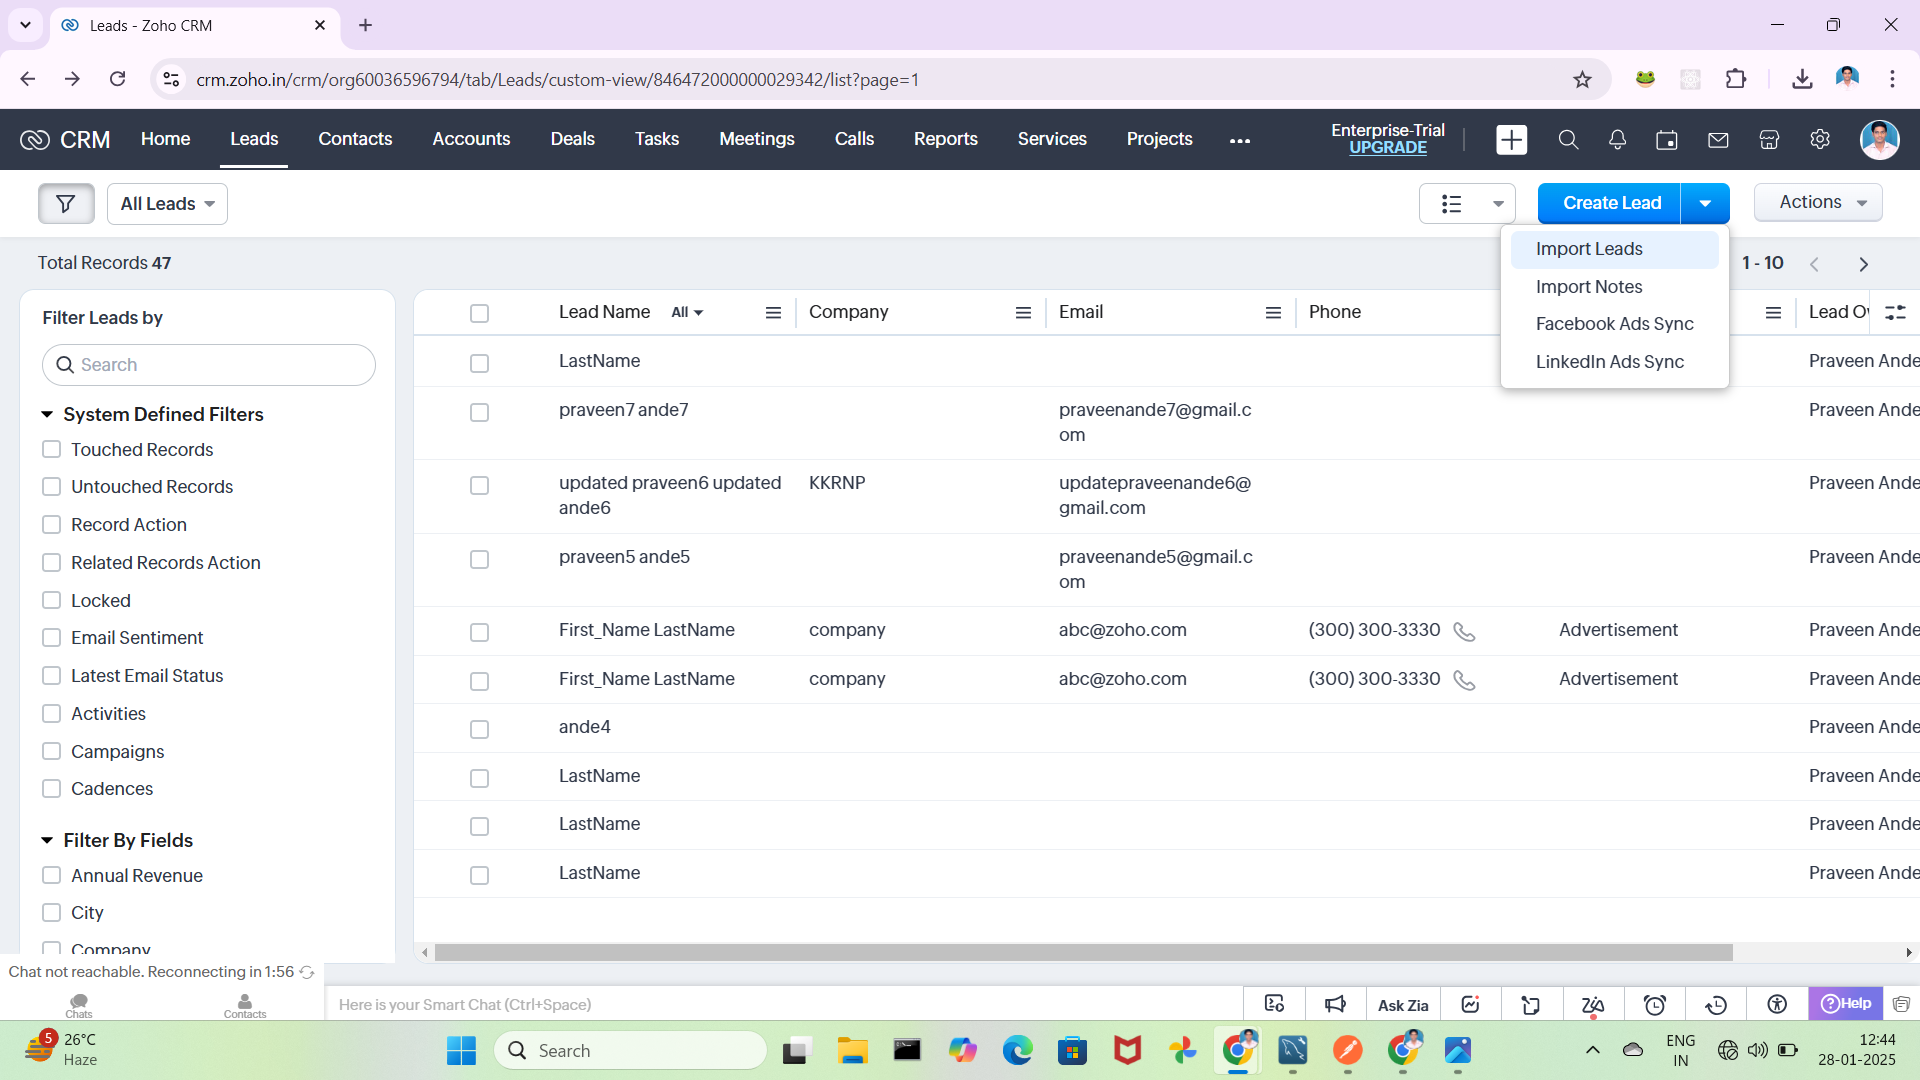 Leads - Zoho CRM
crm.zoho.in/crm/org60036596794/tab/Leads/custom-view/846472000000029342/list?page=1
CRM Home Leads Contacts Accounts Deals Tasks Meetings Calls Reports Services Projects ... Enterprise-Trial
UPGRADE
All Leads Create Lead Actions
Total Records 47
1 - 10
Import Leads
Import Notes
Facebook Ads Sync
LinkedIn Ads Sync
Filter Leads by
Search
System Defined Filters
Touched Records
Untouched Records
Record Action
Related Records Action
Locked
Email Sentiment
Latest Email Status
Activities
Campaigns
Cadences
Filter By Fields
Annual Revenue
City
Company
Lead Name All Company Email Phone Lead Ov
LastName Praveen Ande
praveen7 ande7 praveenande7@gmail.c Praveen Ande
om
updated praveen6 updated KKRNP updatepraveenande6@ Praveen Ande
ande6 gmail.com
praveen5 ande5 praveenande5@gmail.c Praveen Ande
om
First_Name LastName company abc@zoho.com (300) 300-3330 Advertisement Praveen Ande
First_Name LastName company abc@zoho.com (300) 300-3330 Advertisement Praveen Ande
ande4 Praveen Ande
LastName Praveen Ande
LastName Praveen Ande
LastName Praveen Ande
Chat not reachable. Reconnecting in 1:56
Chats Contacts
Here is your Smart Chat (Ctrl+Space)
Ask Zia
Help
5
26°C
Haze
Search
ENG
IN
12:44
28-01-2025